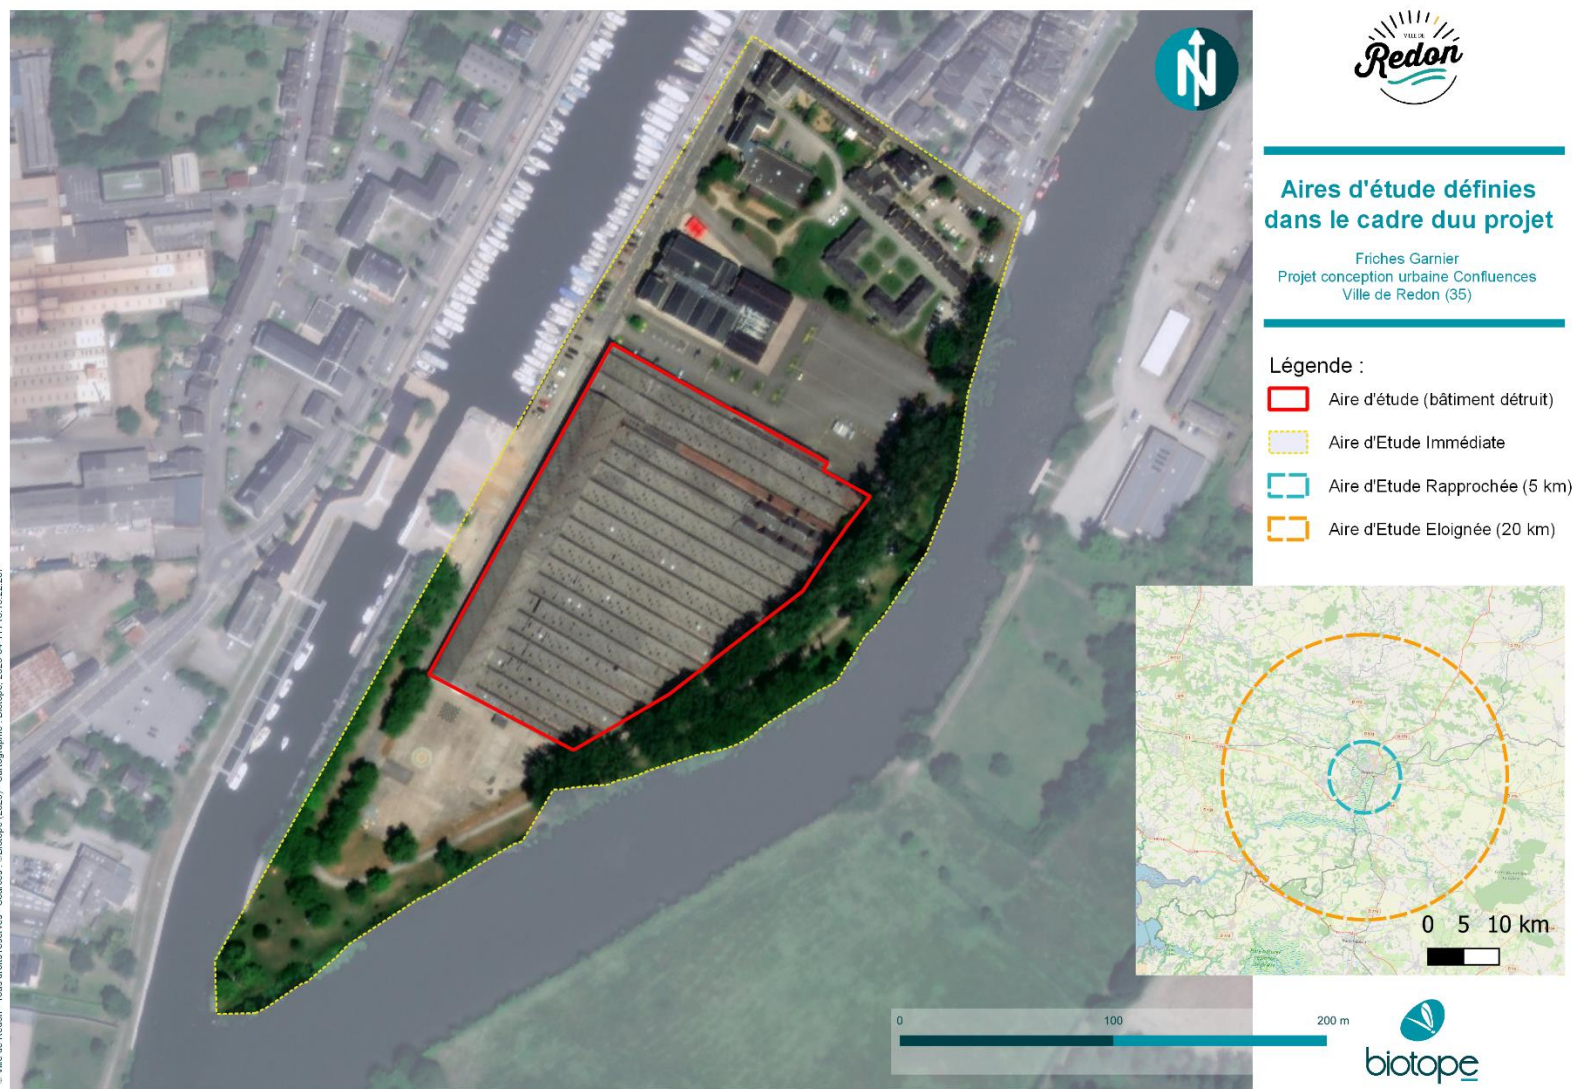 VILLE DE
Redon
Aires d'étude définies
dans le cadre duu projet
Friches Garnier
Projet conception urbaine Confluences
Ville de Redon (35)
Légende :
Aire d'étude (bâtiment détruit)
Aire d'Etude Immédiate
Aire d'Etude Rapprochée (5 km)
Aire d'Etude Eloignée (20 km)
0 5 10 km
0 100 200 m
biotope
N